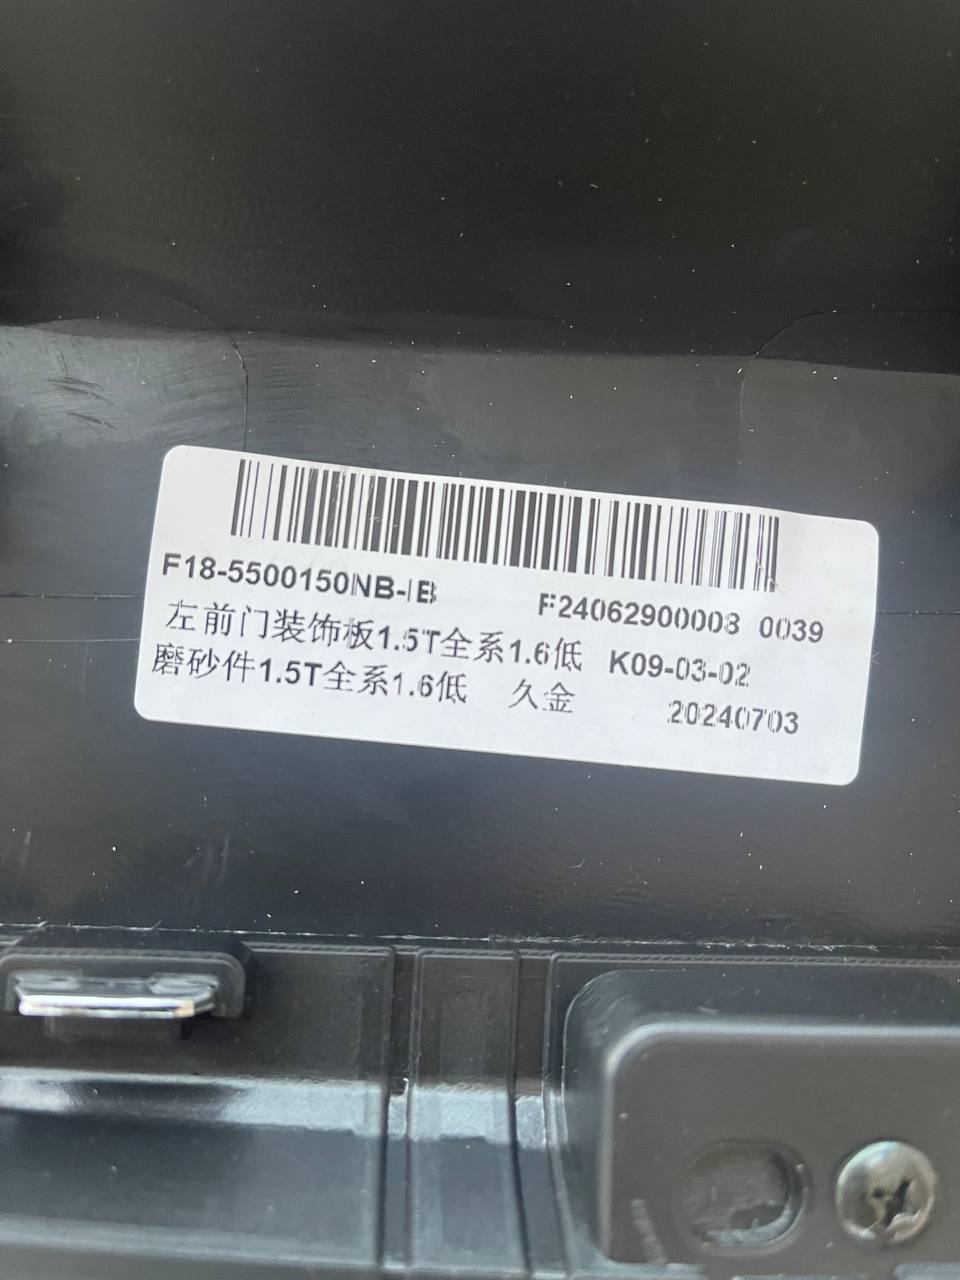 F18-5500150NB-IB F24062900008 0039
左前门装饰板1.5T全系1.6低 K09-03-02
磨砂件1.5T全系1.6低 久金 20240703